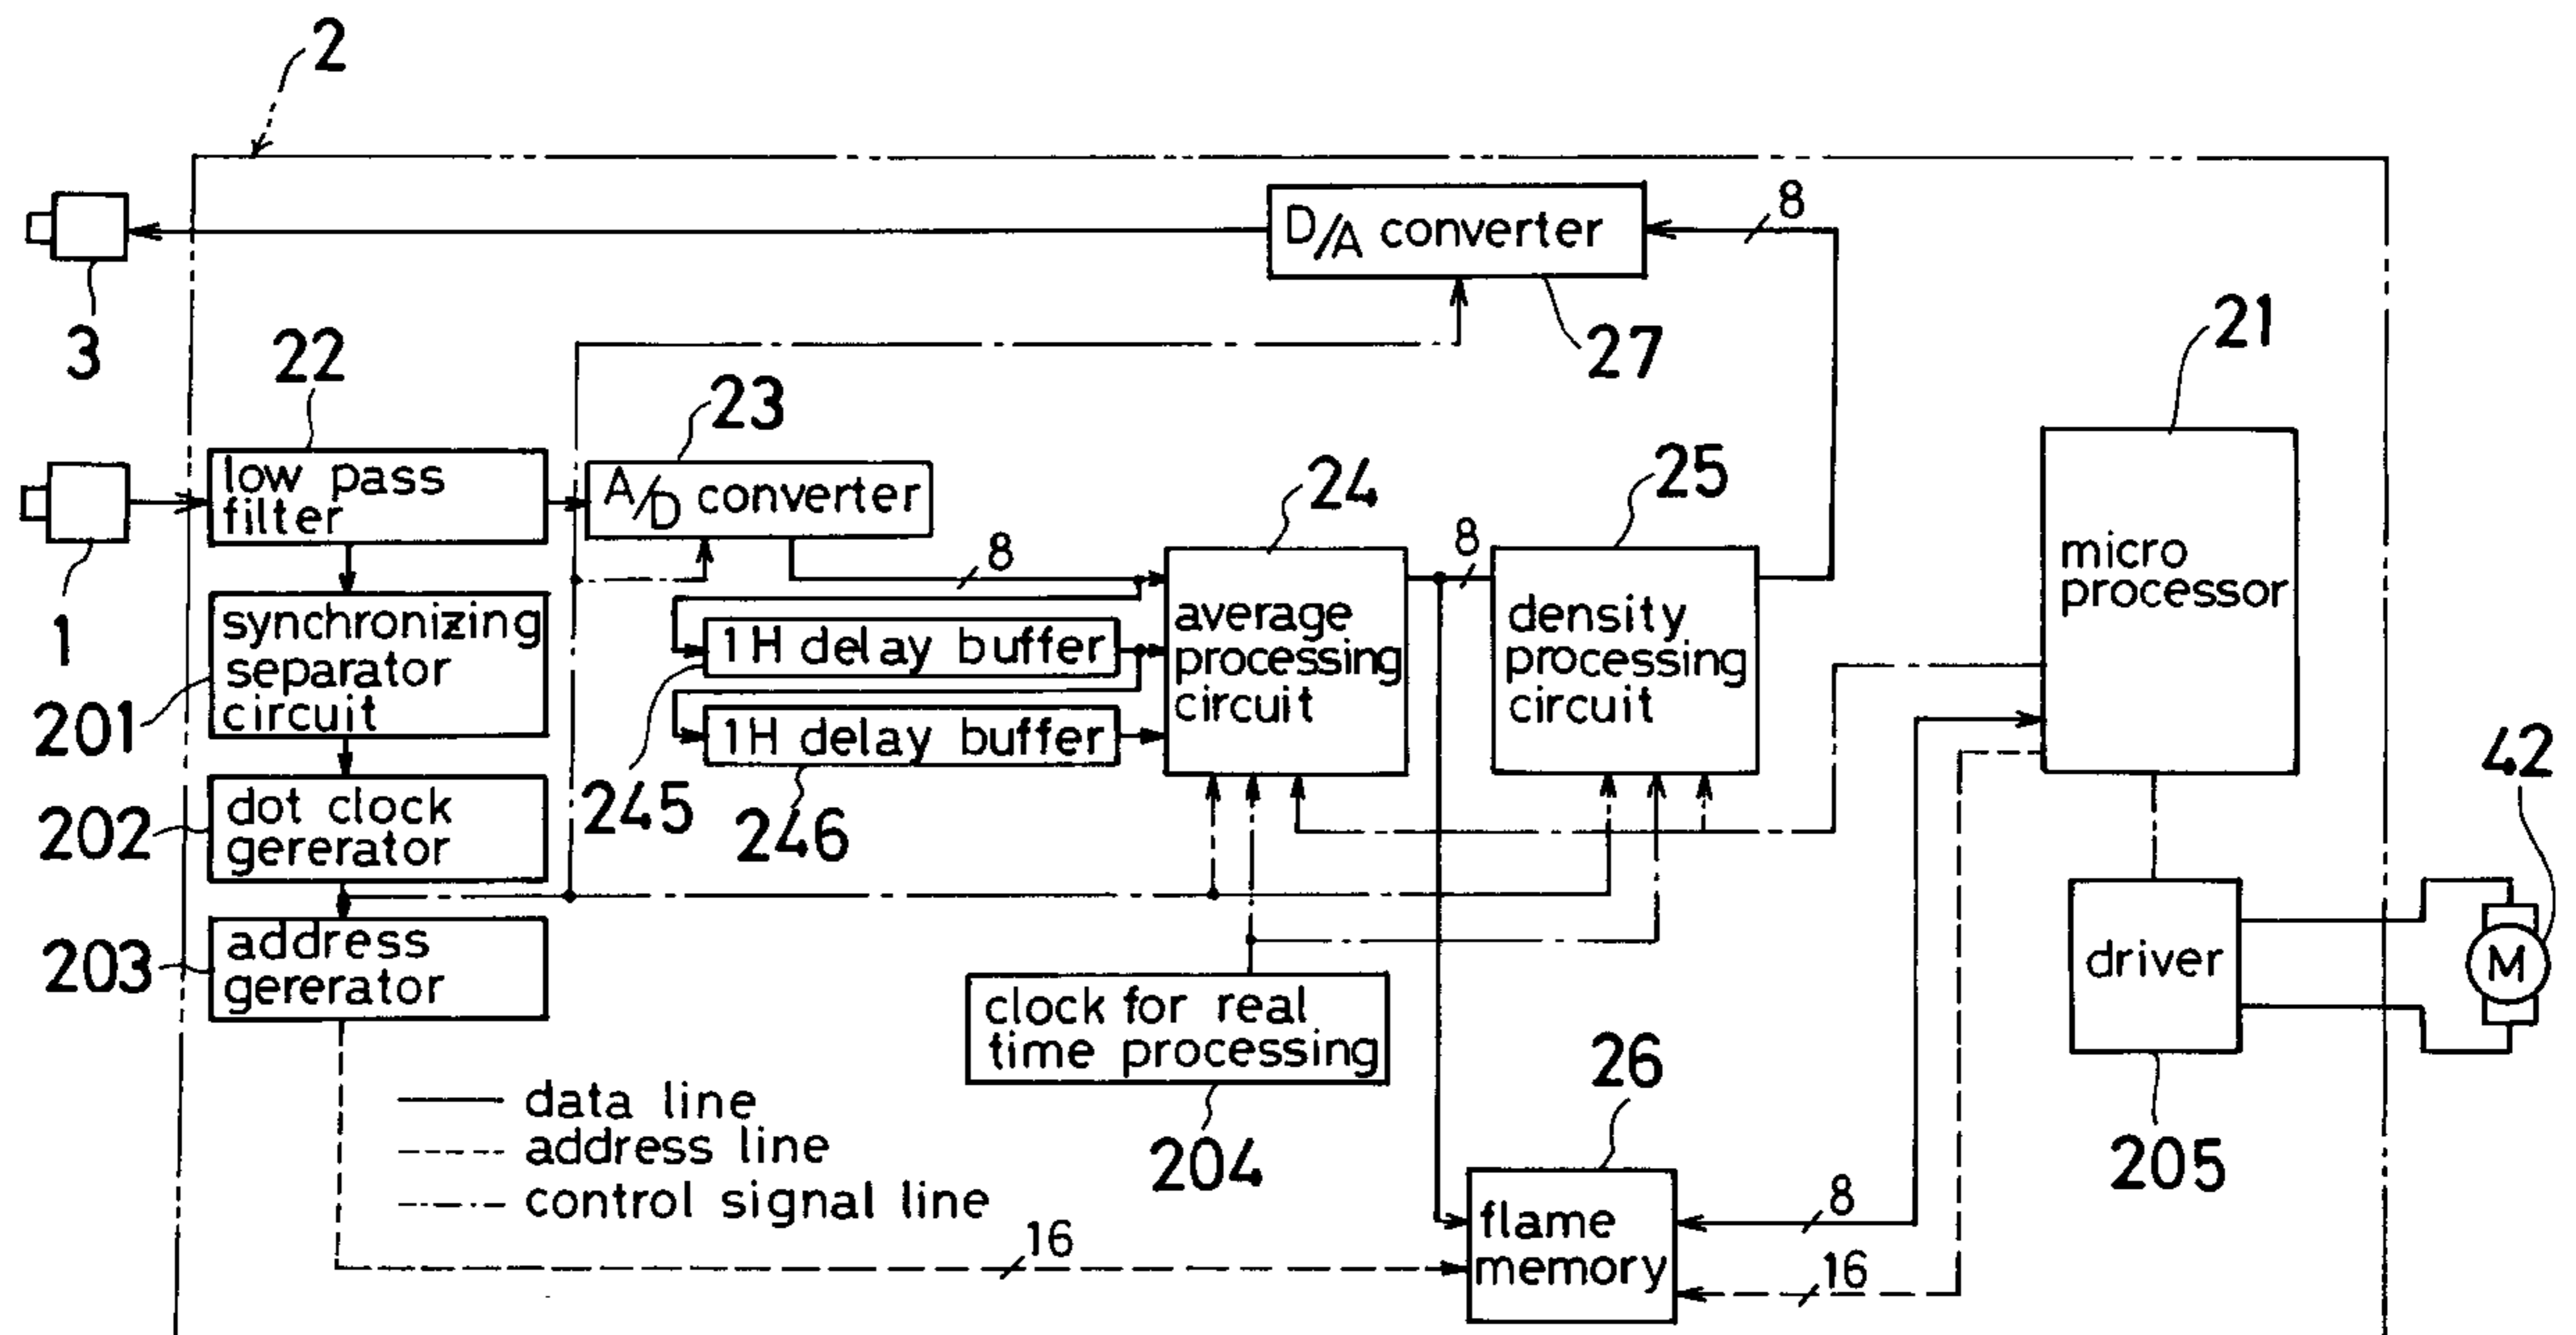 2
D/A converter
8
3
27
21
22
low pass
filter
1
23
A/D converter
8
24
average
processing
circuit
8
25
density
processing
circuit
micro
processor
synchronizing
separator
circuit
201
1H delay buffer
245
1H delay buffer
246
dot clock
gererator
202
address
gererator
203
clock for real
time processing
204
driver
205
M
42
data line
address line
control signal line
16
26
flame
memory
8
16